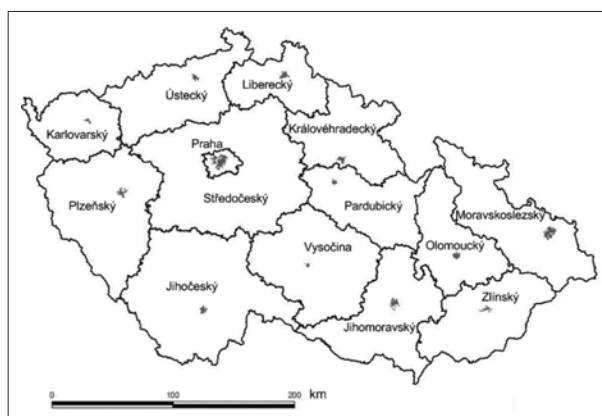 Liberecký
Ústecký
Karlovarský
Královéhradecký
Praha
Plzeňský
Středočeský
Pardubický
Moravskoslezský
Vysočina
Olomoucký
Jihočeský
Zlínský
Jihomoravský
0 100 200 km